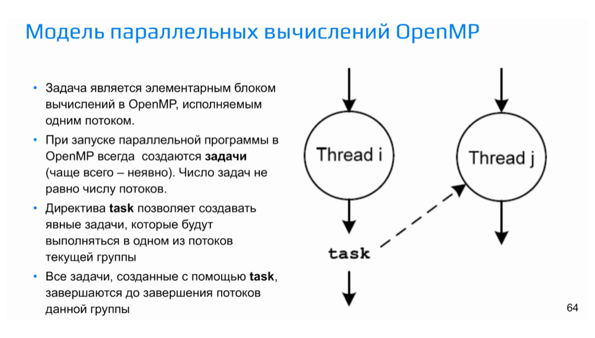 Модель параллельных вычислений OpenMP
• Задача является элементарным блоком
вычислений в OpenMP, исполняемым
одним потоком.
• При запуске параллельной программы в
OpenMP всегда создаются задачи
(чаще всего – неявно). Число задач не
равно числу потоков.
• Директива task позволяет создавать
явные задачи, которые будут
выполняться в одном из потоков
текущей группы
• Все задачи, созданные с помощью task,
завершаются до завершения потоков
данной группы
Thread i
Thread j
task
64